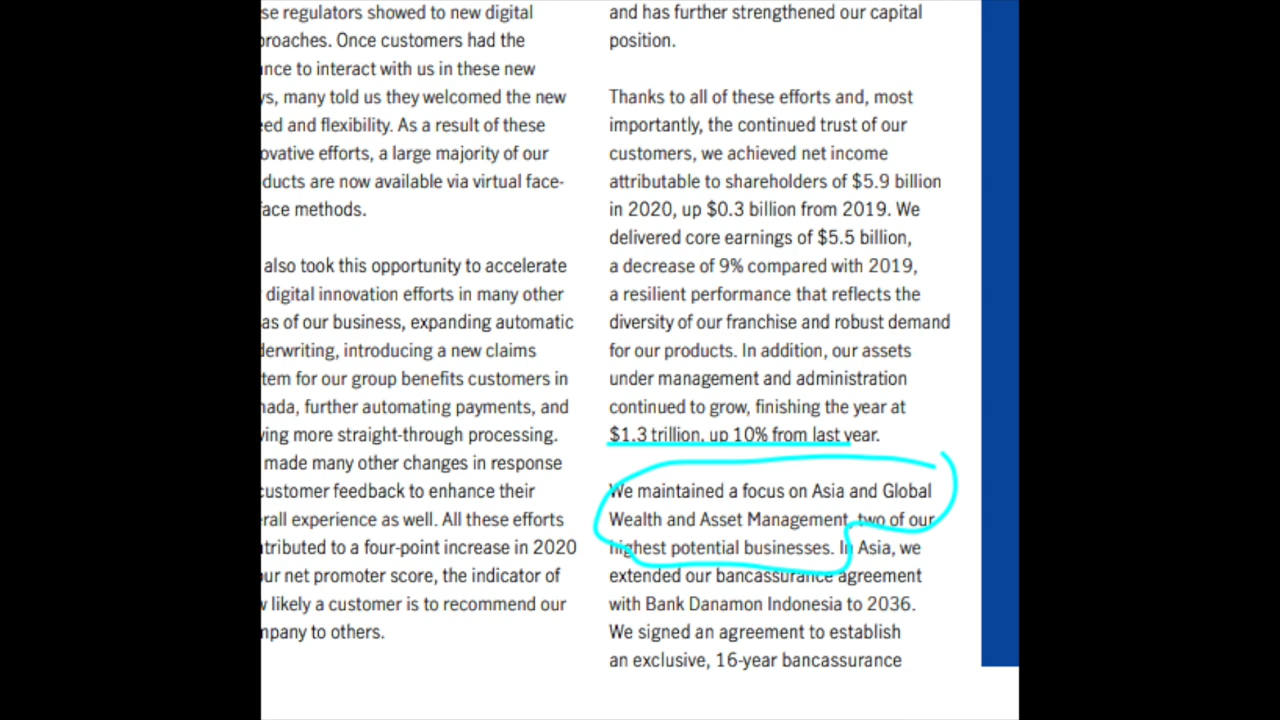 se regulators showed to new digital
roaches. Once customers had the
nce to interact with us in these new
ys, many told us they welcomed the new
eed and flexibility. As a result of these
ovative efforts, a large majority of our
ducts are now available via virtual face-
face methods.
also took this opportunity to accelerate
digital innovation efforts in many other
as of our business, expanding automatic
derwriting, introducing a new claims
tem for our group benefits customers in
nada, further automating payments, and
ving more straight-through processing.
made many other changes in response
customer feedback to enhance their
rall experience as well. All these efforts
tributed to a four-point increase in 2020
our net promoter score, the indicator of
w likely a customer is to recommend our
mpany to others.
and has further strengthened our capital
position.
Thanks to all of these efforts and, most
importantly, the continued trust of our
customers, we achieved net income
attributable to shareholders of $5.9 billion
in 2020, up $0.3 billion from 2019. We
delivered core earnings of $5.5 billion,
a decrease of 9% compared with 2019,
a resilient performance that reflects the
diversity of our franchise and robust demand
for our products. In addition, our assets
under management and administration
continued to grow, finishing the year at
$1.3 trillion, up 10% from last year.
We maintained a focus on Asia and Global
Wealth and Asset Management, two of our
highest potential businesses. In Asia, we
extended our bancassurance agreement
with Bank Danamon Indonesia to 2036.
We signed an agreement to establish
an exclusive, 16-year bancassurance